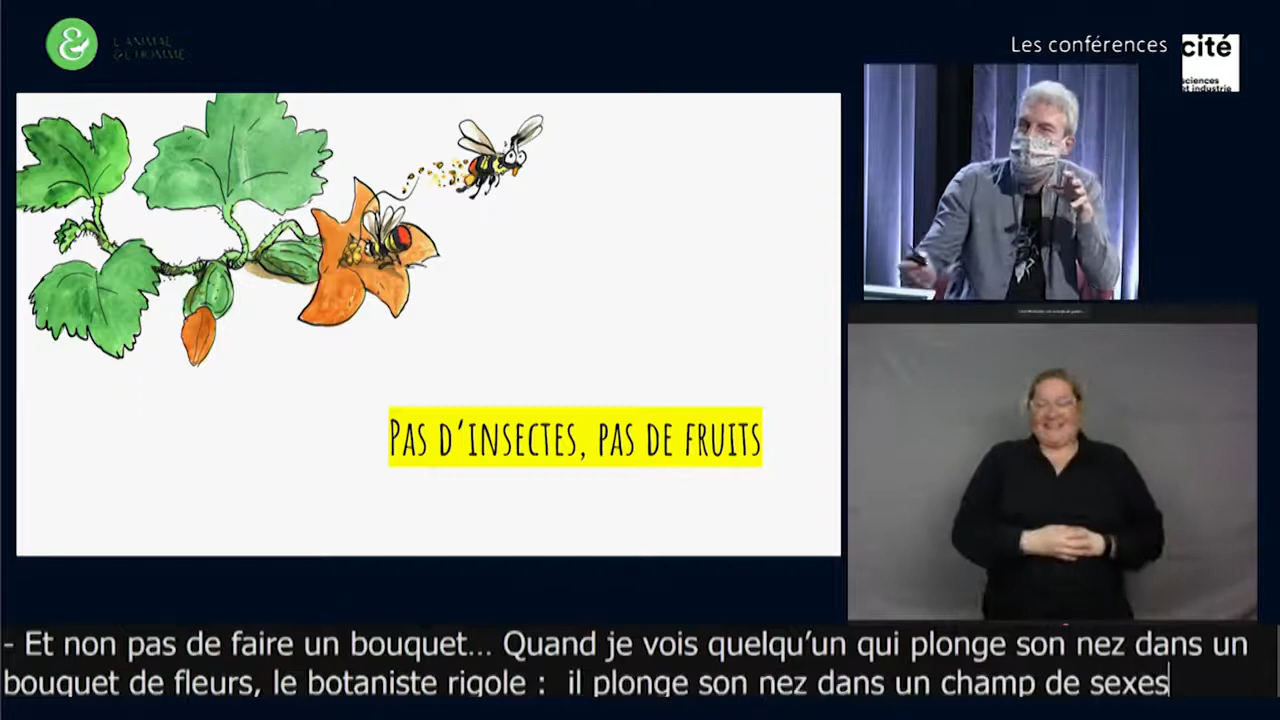 &
L'ANIMAL
& L'HOMME
Les conférences
cité
sciences
et industrie
PAS D'INSECTES, PAS DE FRUITS
- Et non pas de faire un bouquet... Quand je vois quelqu'un qui plonge son nez dans un
bouquet de fleurs, le botaniste rigole : il plonge son nez dans un champ de sexes